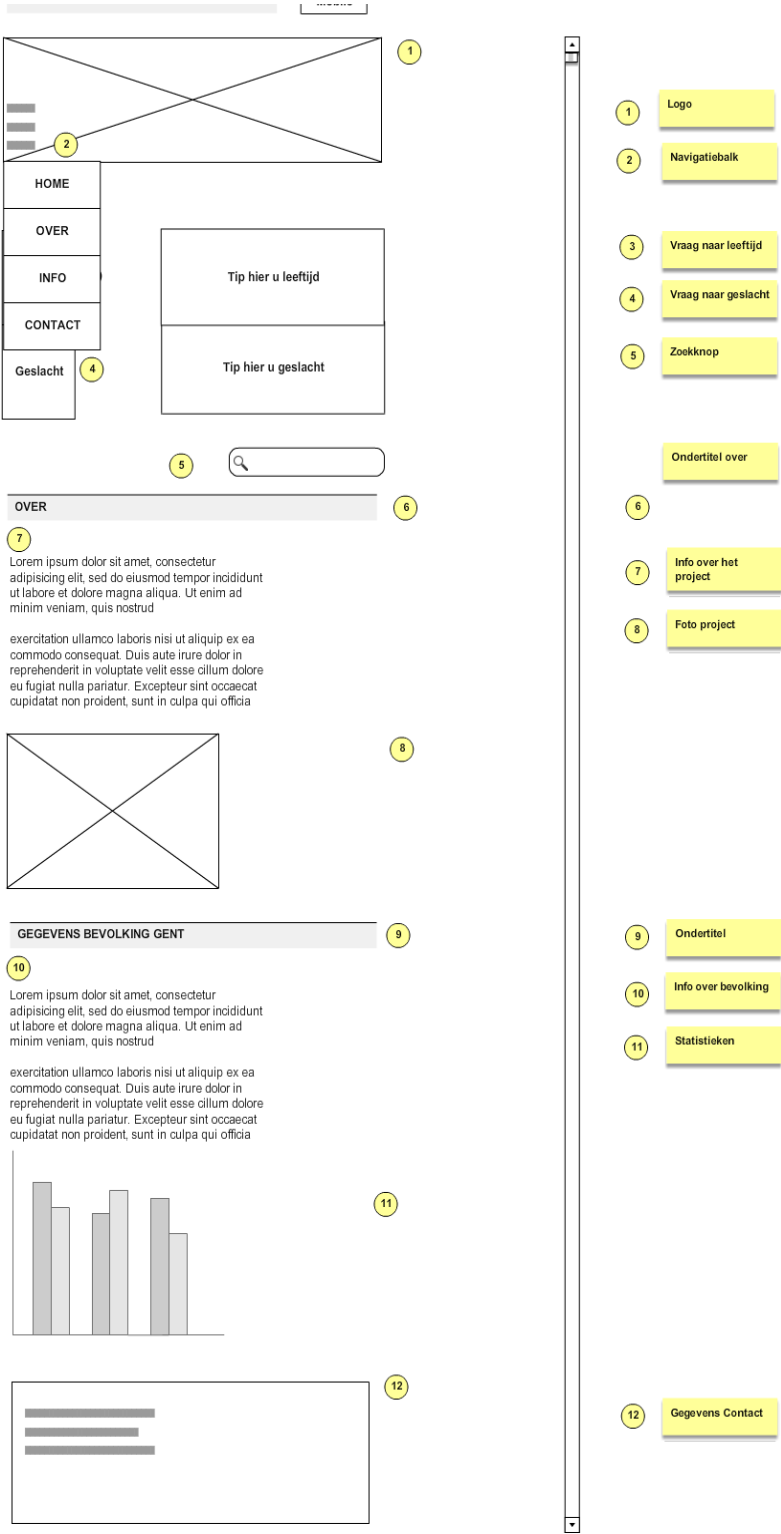 1
2
HOME
OVER
INFO
CONTACT
Tip hier u leeftijd
Geslacht
4
Tip hier u geslacht
5
OVER
6
7
Lorem ipsum dolor sit amet, consectetur
adipisicing elit, sed do eiusmod tempor incididunt
ut labore et dolore magna aliqua. Ut enim ad
minim veniam, quis nostrud
exercitation ullamco laboris nisi ut aliquip ex ea
commodo consequat. Duis aute irure dolor in
reprehenderit in voluptate velit esse cillum dolore
eu fugiat nulla pariatur. Excepteur sint occaecat
cupidatat non proident, sunt in culpa qui officia
8
GEGEVENS BEVOLKING GENT
9
10
Lorem ipsum dolor sit amet, consectetur
adipisicing elit, sed do eiusmod tempor incididunt
ut labore et dolore magna aliqua. Ut enim ad
minim veniam, quis nostrud
exercitation ullamco laboris nisi ut aliquip ex ea
commodo consequat. Duis aute irure dolor in
reprehenderit in voluptate velit esse cillum dolore
eu fugiat nulla pariatur. Excepteur sint occaecat
cupidatat non proident, sunt in culpa qui officia
11
12
1 Logo
2 Navigatiebalk
3 Vraag naar leeftijd
4 Vraag naar geslacht
5 Zoekknop
Ondertitel over
6
7 Info over het
project
8 Foto project
9 Ondertitel
10 Info over bevolking
11 Statistieken
12 Gegevens Contact